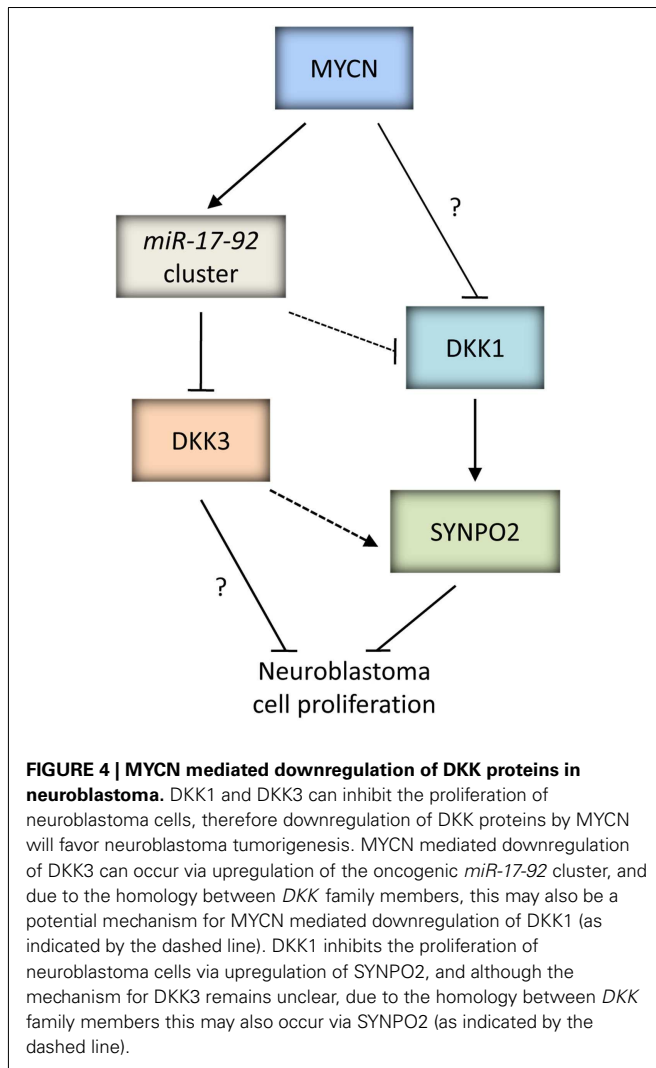 MYCN
?
miR-17-92
cluster
DKK1
DKK3
SYNPO2
?
Neuroblastoma
cell proliferation
FIGURE 4 | MYCN mediated downregulation of DKK proteins in
neuroblastoma. DKK1 and DKK3 can inhibit the proliferation of
neuroblastoma cells, therefore downregulation of DKK proteins by MYCN
will favor neuroblastoma tumorigenesis. MYCN mediated downregulation
of DKK3 can occur via upregulation of the oncogenic miR-17-92 cluster, and
due to the homology between DKK family members, this may also be a
potential mechanism for MYCN mediated downregulation of DKK1 (as
indicated by the dashed line). DKK1 inhibits the proliferation of
neuroblastoma cells via upregulation of SYNPO2, and although the
mechanism for DKK3 remains unclear, due to the homology between DKK
family members this may also occur via SYNPO2 (as indicated by the
dashed line).